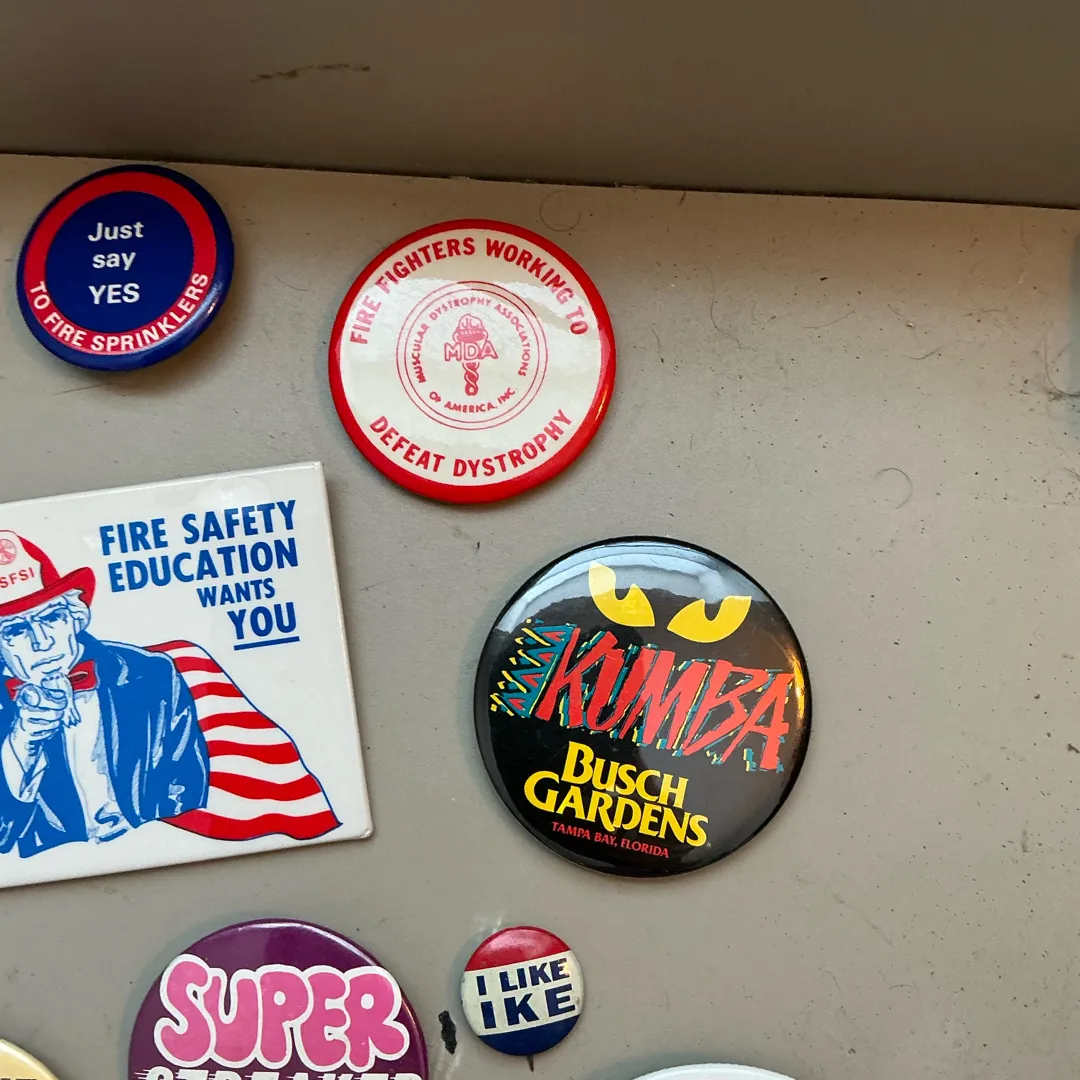 Just
say
YES
TO FIRE SPRINKLERS
FIRE FIGHTERS WORKING TO
MUSCULAR DYSTROPHY ASSOCIATIONS
MDA
OF AMERICA, INC.
DEFEAT DYSTROPHY
SFSI
FIRE SAFETY
EDUCATION
WANTS
YOU
KUMBA
BUSCH
GARDENS
TAMPA BAY, FLORIDA
SUPER
STREAKER
I LIKE
IKE